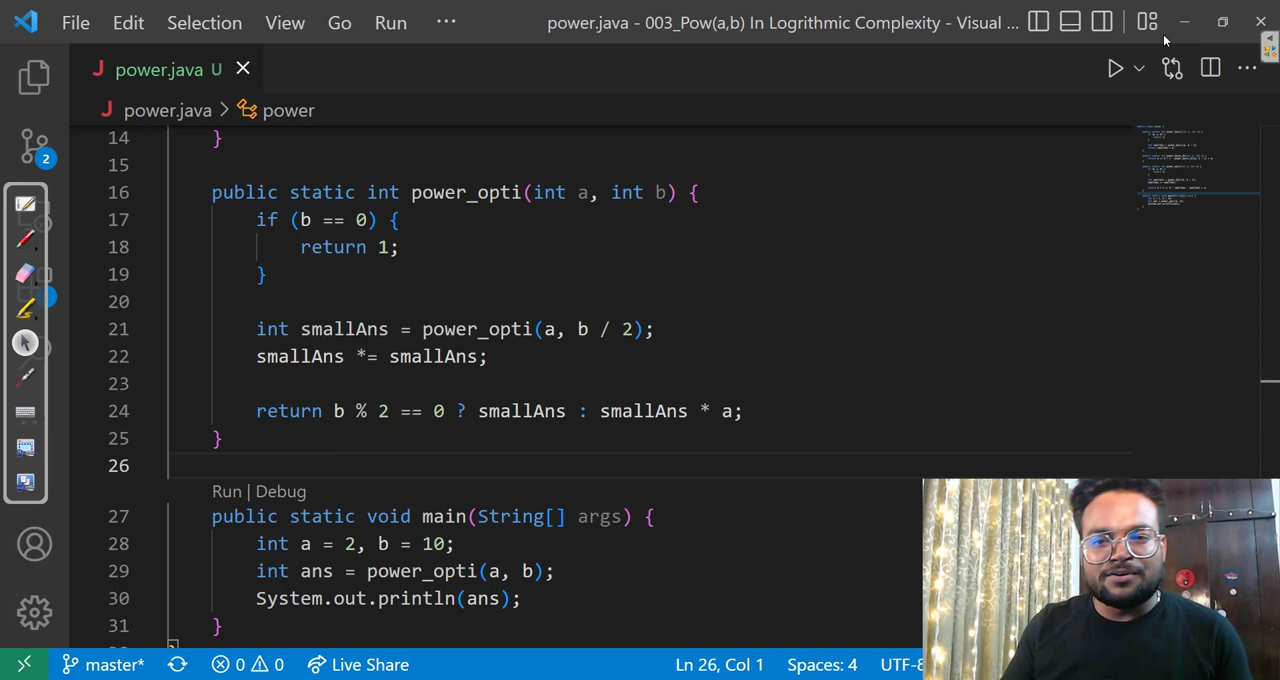 File Edit Selection View Go Run ··· power.java - 003_Pow(a,b) In Logrithmic Complexity - Visual ...
J power.java U
J power.java > power
14 }
15
16 public static int power_opti(int a, int b) {
17 if (b == 0) {
18 return 1;
19 }
20
21 int smallAns = power_opti(a, b / 2);
22 smallAns *= smallAns;
23
24 return b % 2 == 0 ? smallAns : smallAns * a;
25 }
26
Run | Debug
27 public static void main(String[] args) {
28 int a = 2, b = 10;
29 int ans = power_opti(a, b);
30 System.out.println(ans);
31 }
2
master* 0 0 Live Share Ln 26, Col 1 Spaces: 4 UTF-8